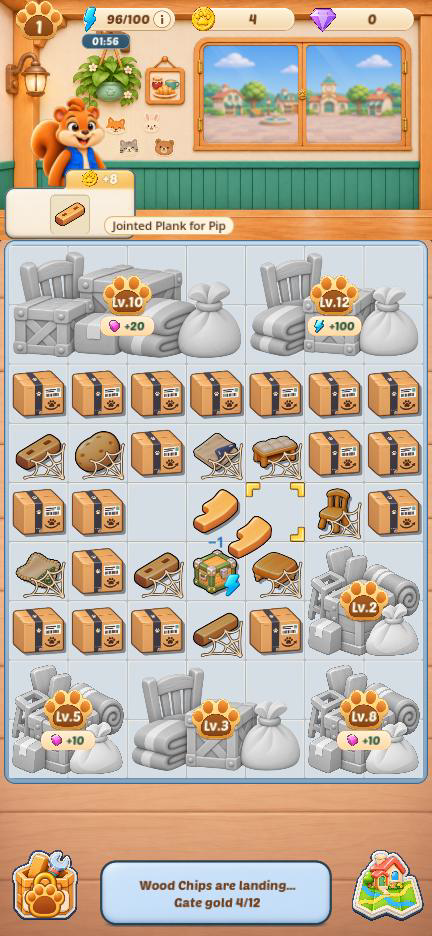 1
96/100
i
4
0
01:56
+8
Jointed Plank for Pip
Lv.10
+20
Lv.12
+100
−1
Lv.2
Lv.5
+10
Lv.3
Lv.8
+10
Wood Chips are landing...
Gate gold 4/12